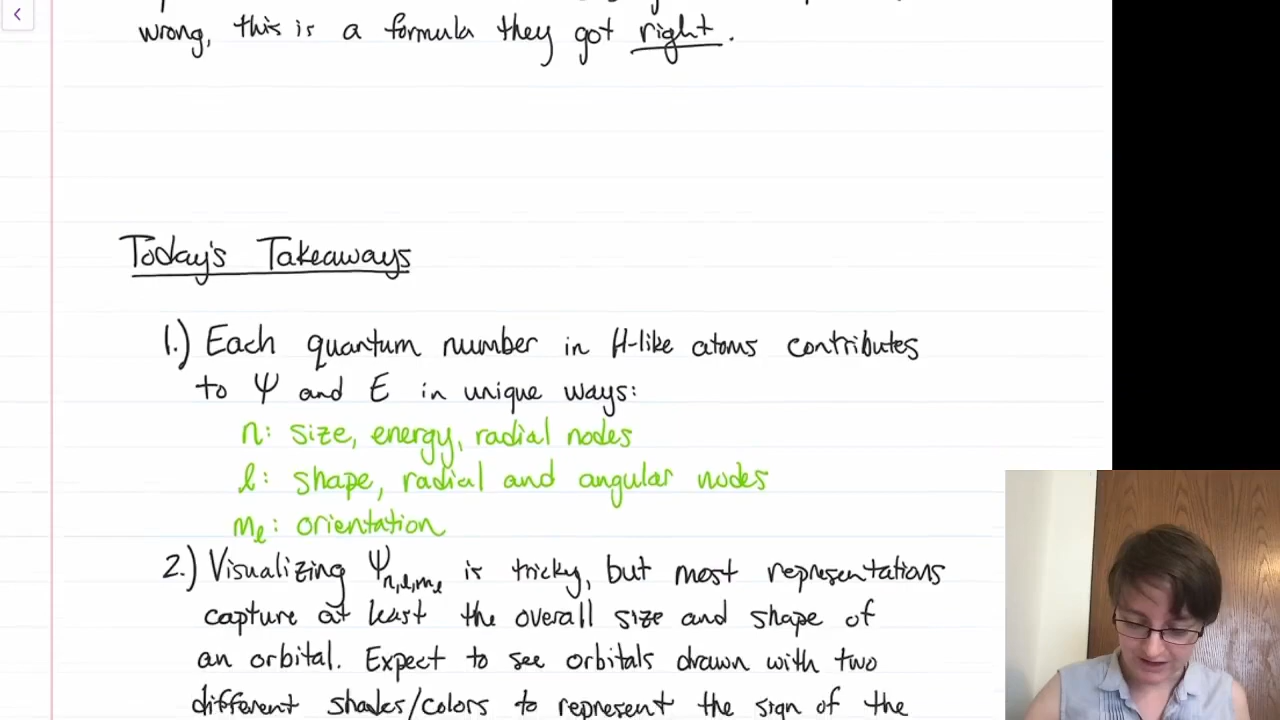 wrong, this is a formula they got right.
Today's Takeaways
1.) Each quantum number in H-like atoms contributes
to Ψ and E in unique ways:
n: size, energy, radial nodes
l: shape, radial and angular nodes
mₗ: orientation
2.) Visualizing Ψn,l,mₗ is tricky, but most representations
capture at least the overall size and shape of
an orbital. Expect to see orbitals drawn with two
different shades/colors to represent the sign of the